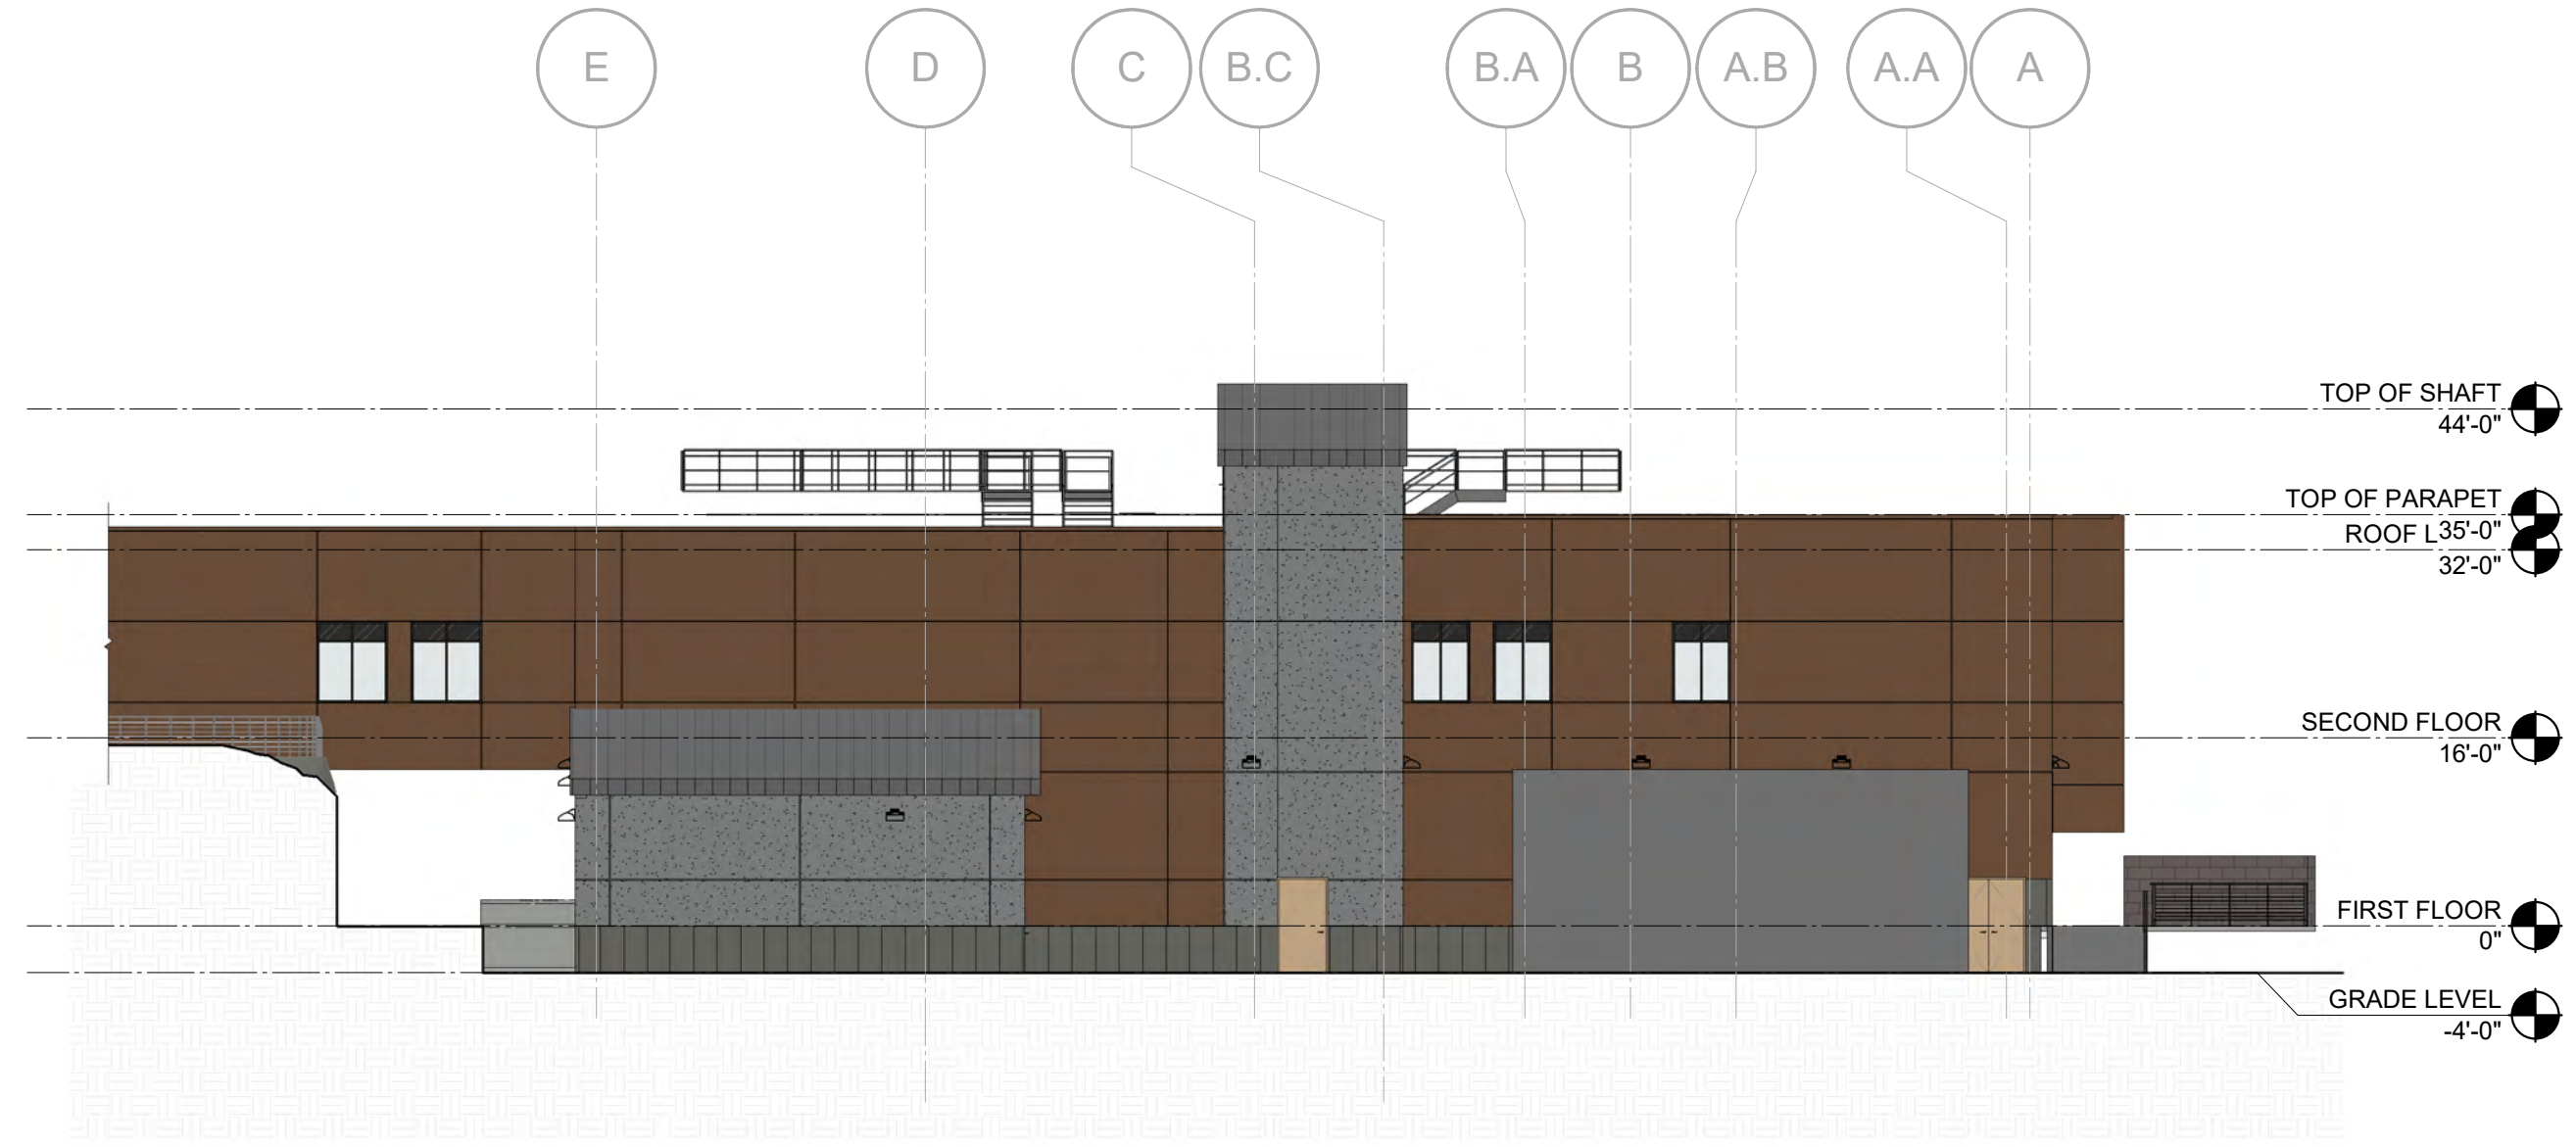 E D C B.C B.A B A.B A.A A
TOP OF SHAFT
44'-0"
TOP OF PARAPET
35'-0"
ROOF L
32'-0"
SECOND FLOOR
16'-0"
FIRST FLOOR
0"
GRADE LEVEL
-4'-0"